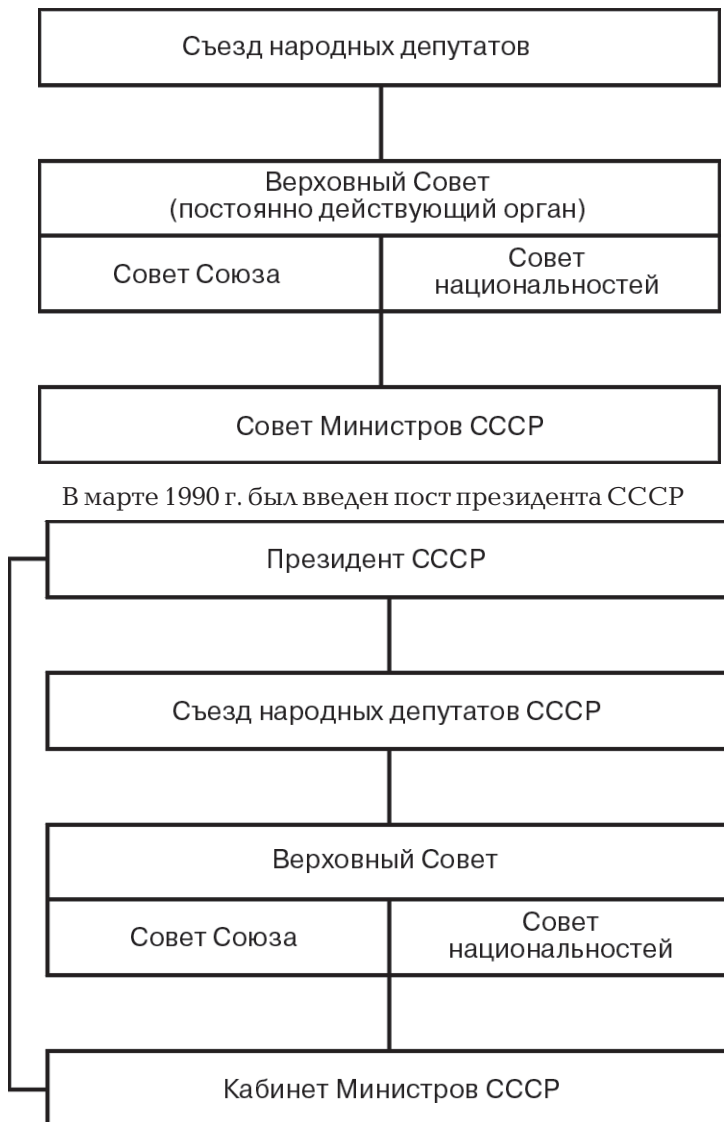 Съезд народных депутатов
Верховный Совет
(постоянно действующий орган)
Совет Союза
Совет
национальностей
Совет Министров СССР
В марте 1990 г. был введен пост президента СССР
Президент СССР
Съезд народных депутатов СССР
Верховный Совет
Совет Союза
Совет
национальностей
Кабинет Министров СССР